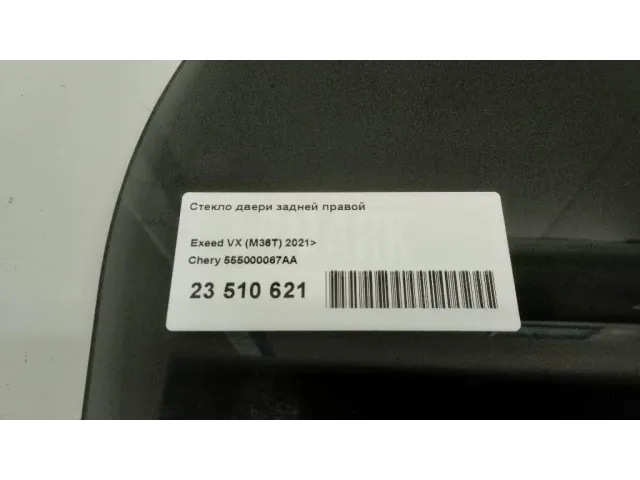 Стекло двери задней правой
Exeed VX (M36T) 2021>
Chery 555000067AA
23 510 621